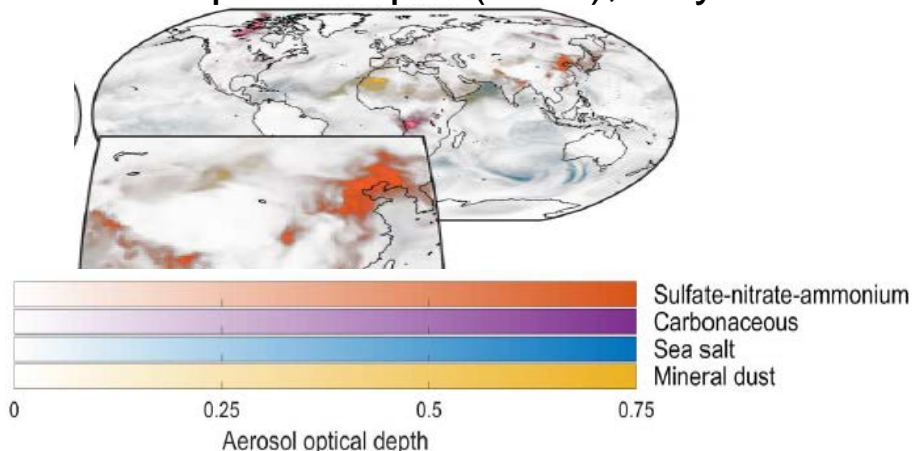 Sulfate-nitrate-ammonium
Carbonaceous
Sea salt
Mineral dust
0 0.25 0.5 0.75
Aerosol optical depth